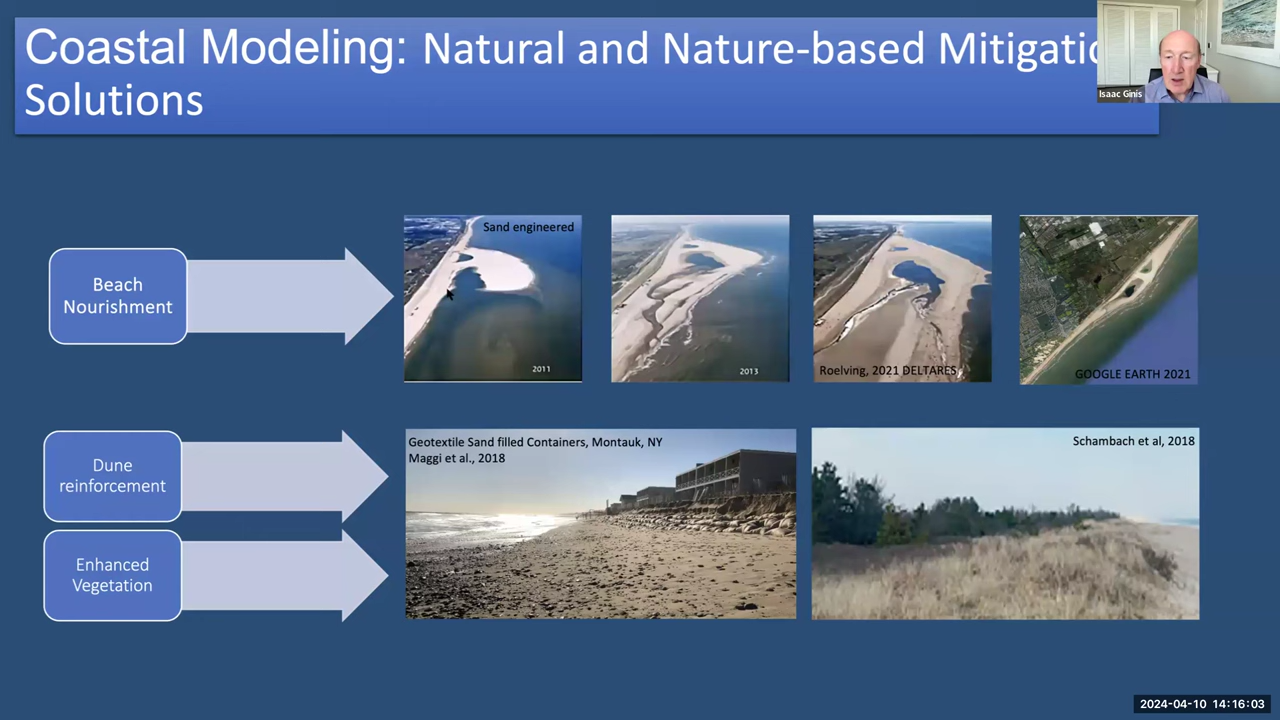 Coastal Modeling: Natural and Nature-based Mitigatio
Solutions
Isaac Ginis
Beach
Nourishment
Sand engineered
2011
2013
Roelving, 2021 DELTARES
GOOGLE EARTH 2021
Dune
reinforcement
Enhanced
Vegetation
Geotextile Sand filled Containers, Montauk, NY
Maggi et al., 2018
Schambach et al, 2018
2024-04-10 14:16:03